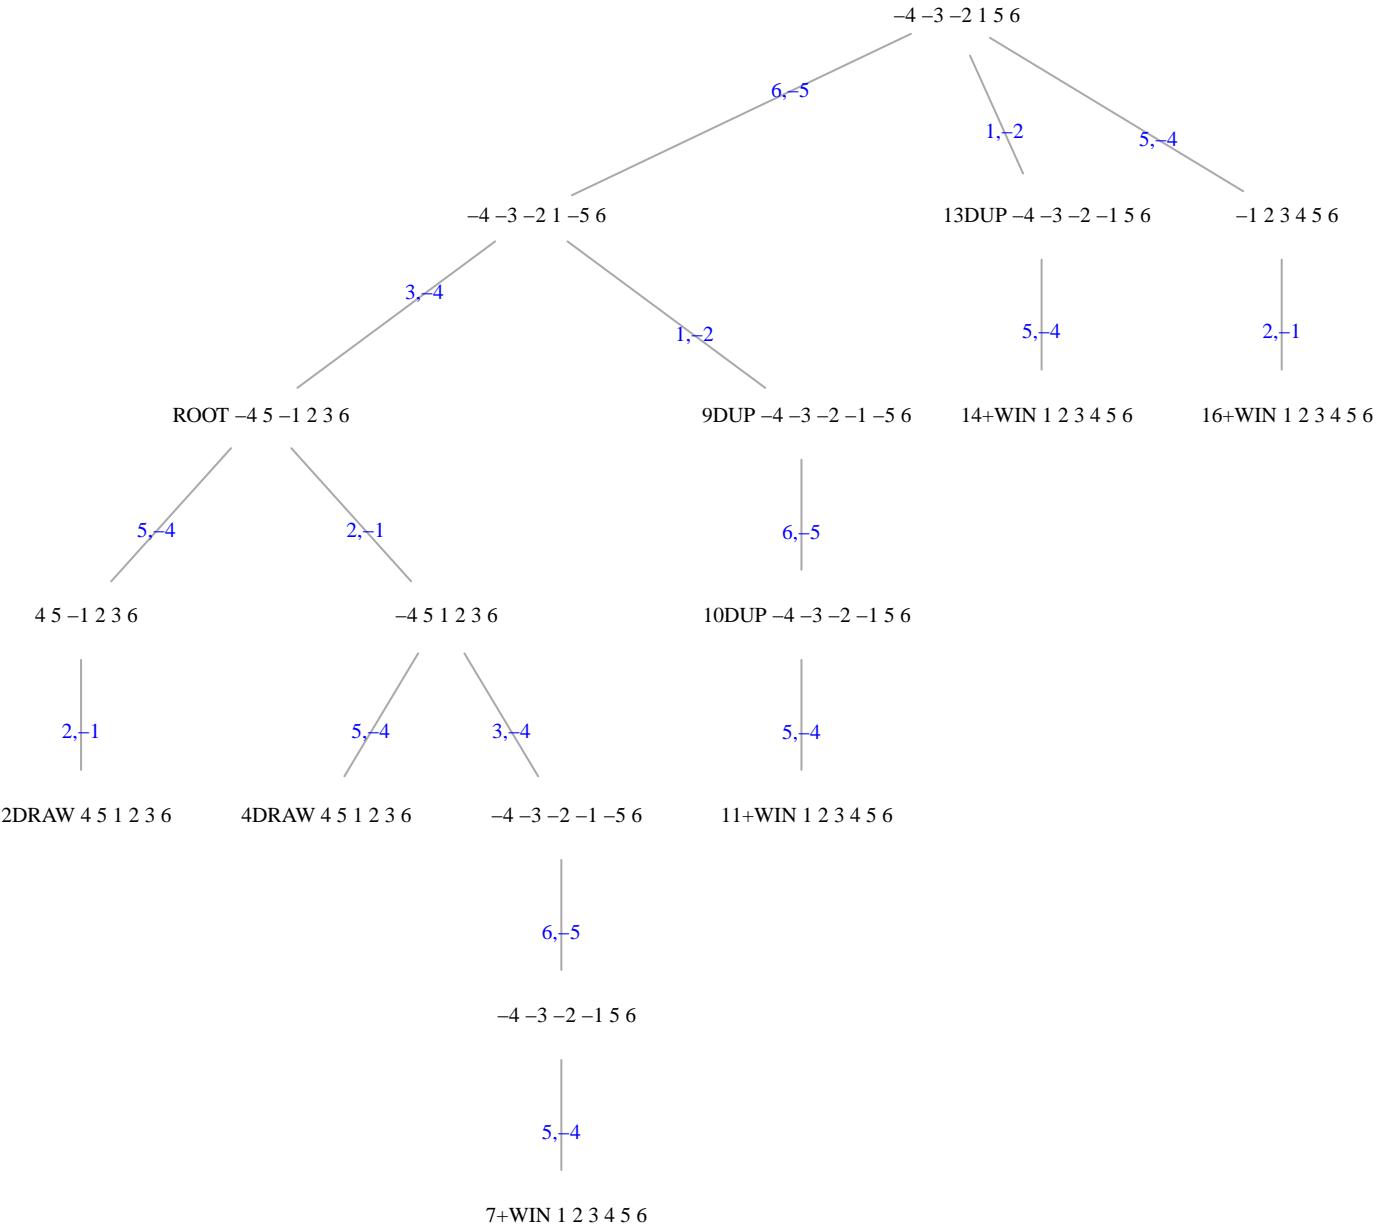 –4 –3 –2 1 5 6
6,–5
1,–2
5,–4
–4 –3 –2 1 –5 6
13DUP –4 –3 –2 –1 5 6
–1 2 3 4 5 6
3,–4
1,–2
5,–4
2,–1
ROOT –4 5 –1 2 3 6
9DUP –4 –3 –2 –1 –5 6
14+WIN 1 2 3 4 5 6
16+WIN 1 2 3 4 5 6
5,–4
2,–1
6,–5
4 5 –1 2 3 6
–4 5 1 2 3 6
10DUP –4 –3 –2 –1 5 6
2,–1
5,–4
3,–4
5,–4
2DRAW 4 5 1 2 3 6
4DRAW 4 5 1 2 3 6
–4 –3 –2 –1 –5 6
11+WIN 1 2 3 4 5 6
6,–5
–4 –3 –2 –1 5 6
5,–4
7+WIN 1 2 3 4 5 6